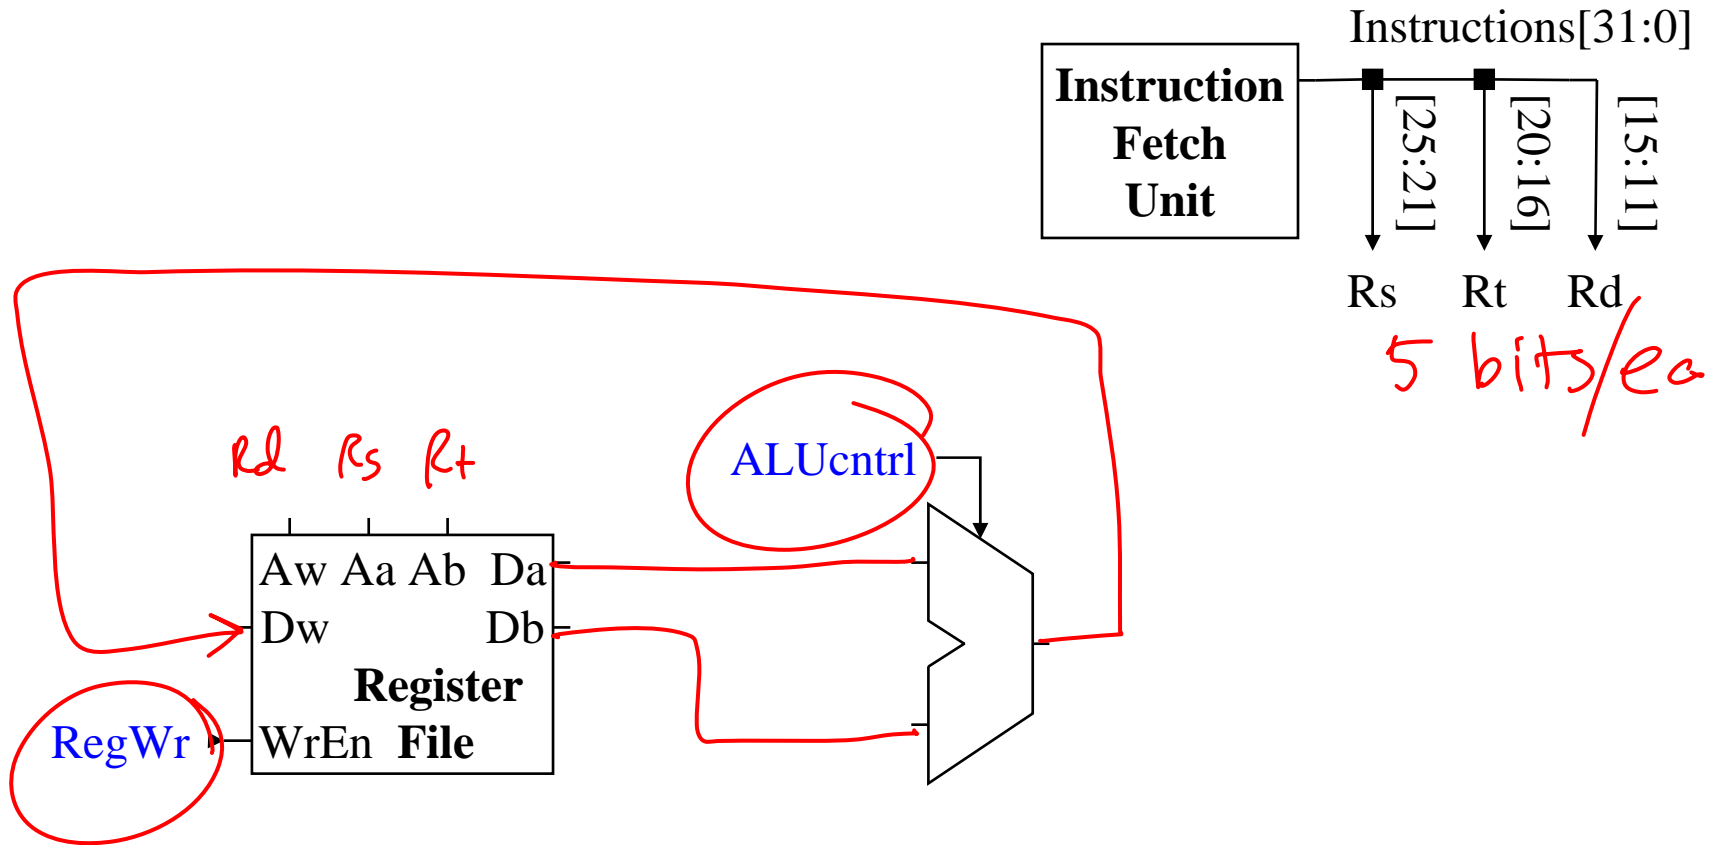 Instructions[31:0]
Instruction
Fetch
Unit
[25:21]
[20:16]
[15:11]
Rs Rt Rd
5 bits/ea
Rd Rs Rt
ALUcntrl
Aw Aa Ab Da
Dw Db
Register
RegWr WrEn File